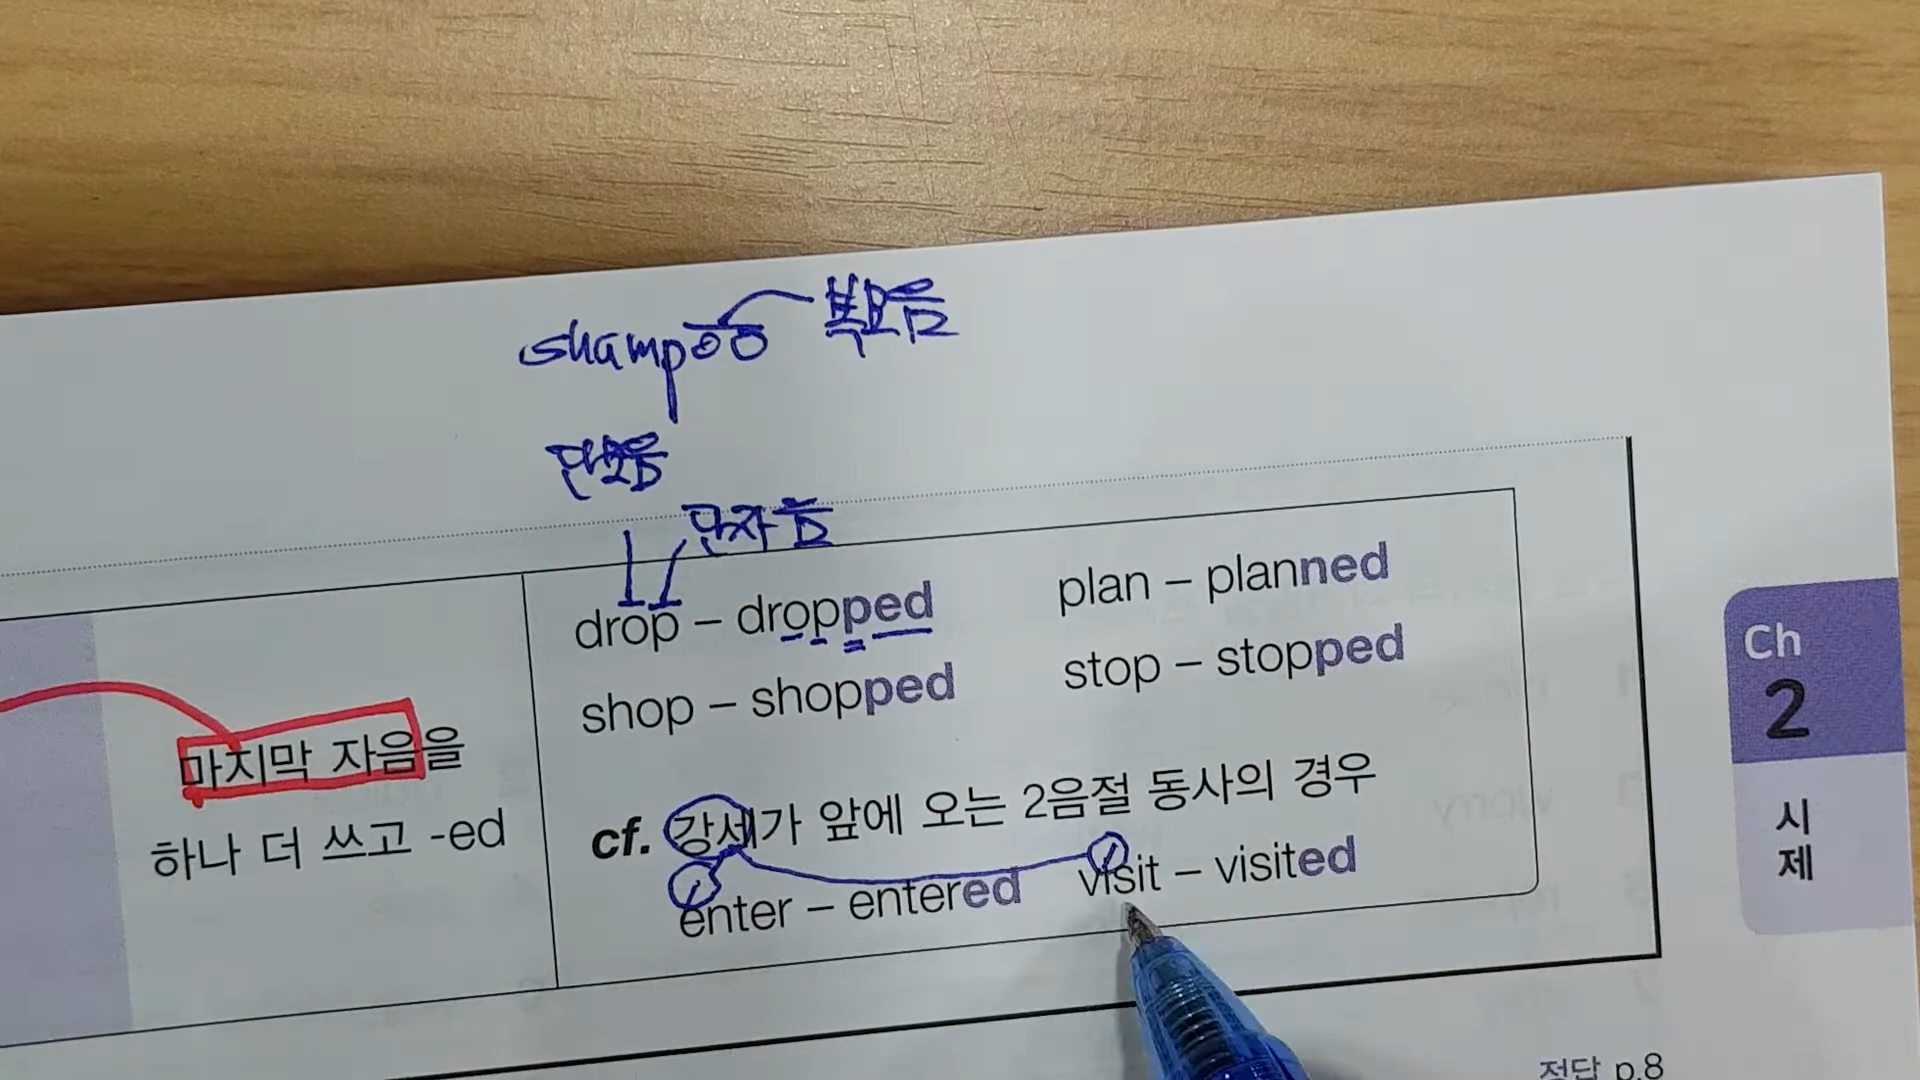 shampoo 복모음
단모음
단자음
drop – dropped plan – planned
shop – shopped stop – stopped
마지막 자음을
하나 더 쓰고 -ed
cf. 강세가 앞에 오는 2음절 동사의 경우
enter – entered visit – visited
Ch
2
시
제
정답 p.8